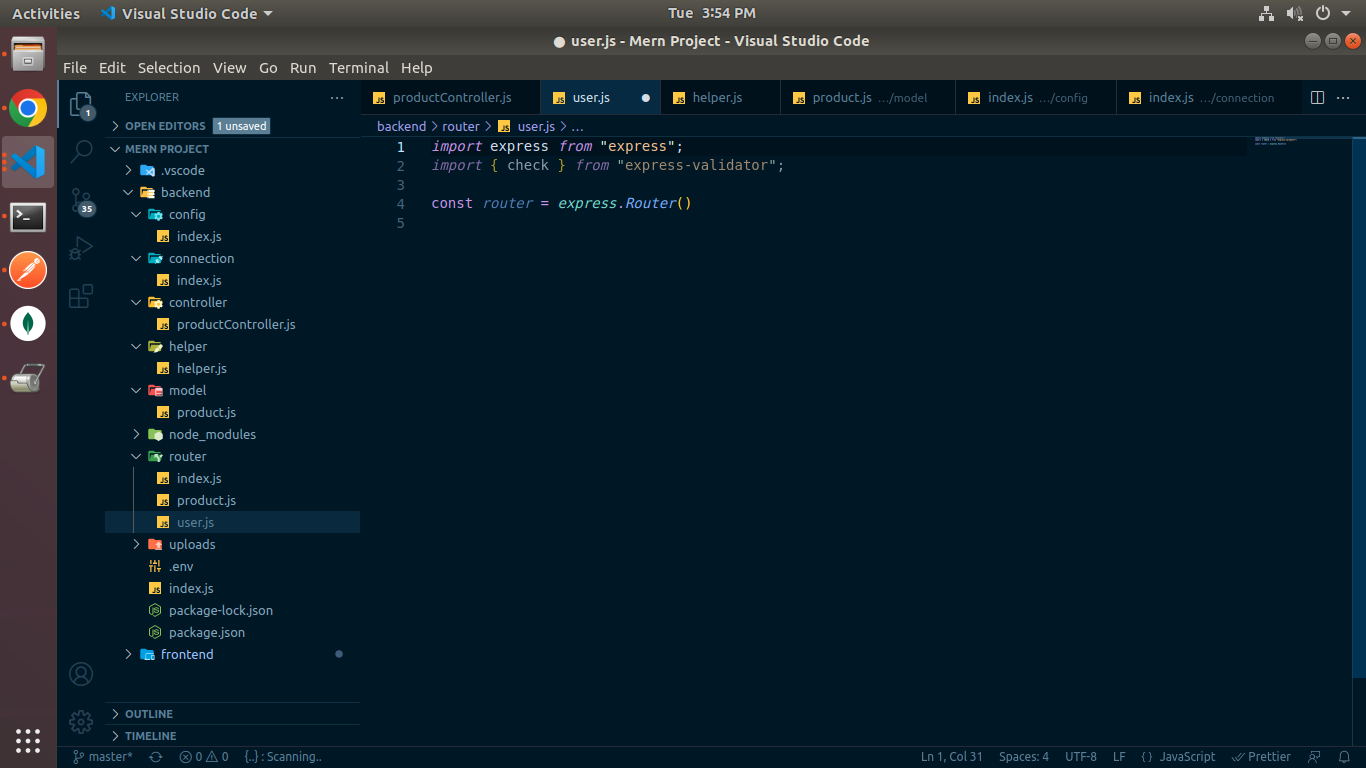 Activities Visual Studio Code Tue 3:54 PM
user.js - Mern Project - Visual Studio Code
File Edit Selection View Go Run Terminal Help
EXPLORER
productController.js user.js helper.js product.js .../model index.js .../config index.js .../connection
1
OPEN EDITORS 1 unsaved
backend router user.js ...
MERN PROJECT
1 import express from "express";
2 import { check } from "express-validator";
3
4 const router = express.Router()
5
.vscode
backend
35
config
index.js
connection
index.js
controller
productController.js
helper
helper.js
model
product.js
node_modules
router
index.js
product.js
user.js
uploads
.env
index.js
package-lock.json
package.json
frontend
OUTLINE
TIMELINE
master* 0 0 {..} : Scanning.. Ln 1, Col 31 Spaces: 4 UTF-8 LF { } JavaScript Prettier